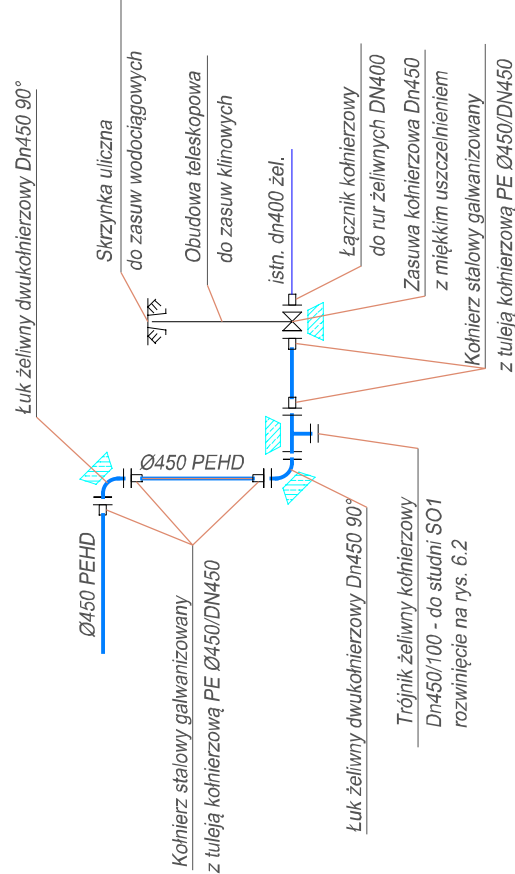 Łuk żeliwny dwukołnierzowy Dn450 90°
Skrzynka uliczna
do zasuw wodociągowych
Obudowa teleskopowa
do zasuw klinowych
istn. dn400 żel.
Łącznik kołnierzowy
do rur żeliwnych DN400
Zasuwa kołnierzowa Dn450
z miękkim uszczelnieniem
Kołnierz stalowy galwanizowany
z tuleją kołnierzową PE Ø450/DN450
Ø450 PEHD
Ø450 PEHD
Kołnierz stalowy galwanizowany
z tuleją kołnierzową PE Ø450/DN450
Łuk żeliwny dwukołnierzowy Dn450 90°
Trójnik żeliwny kołnierzowy
Dn450/100 - do studni SO1
rozwinięcie na rys. 6.2